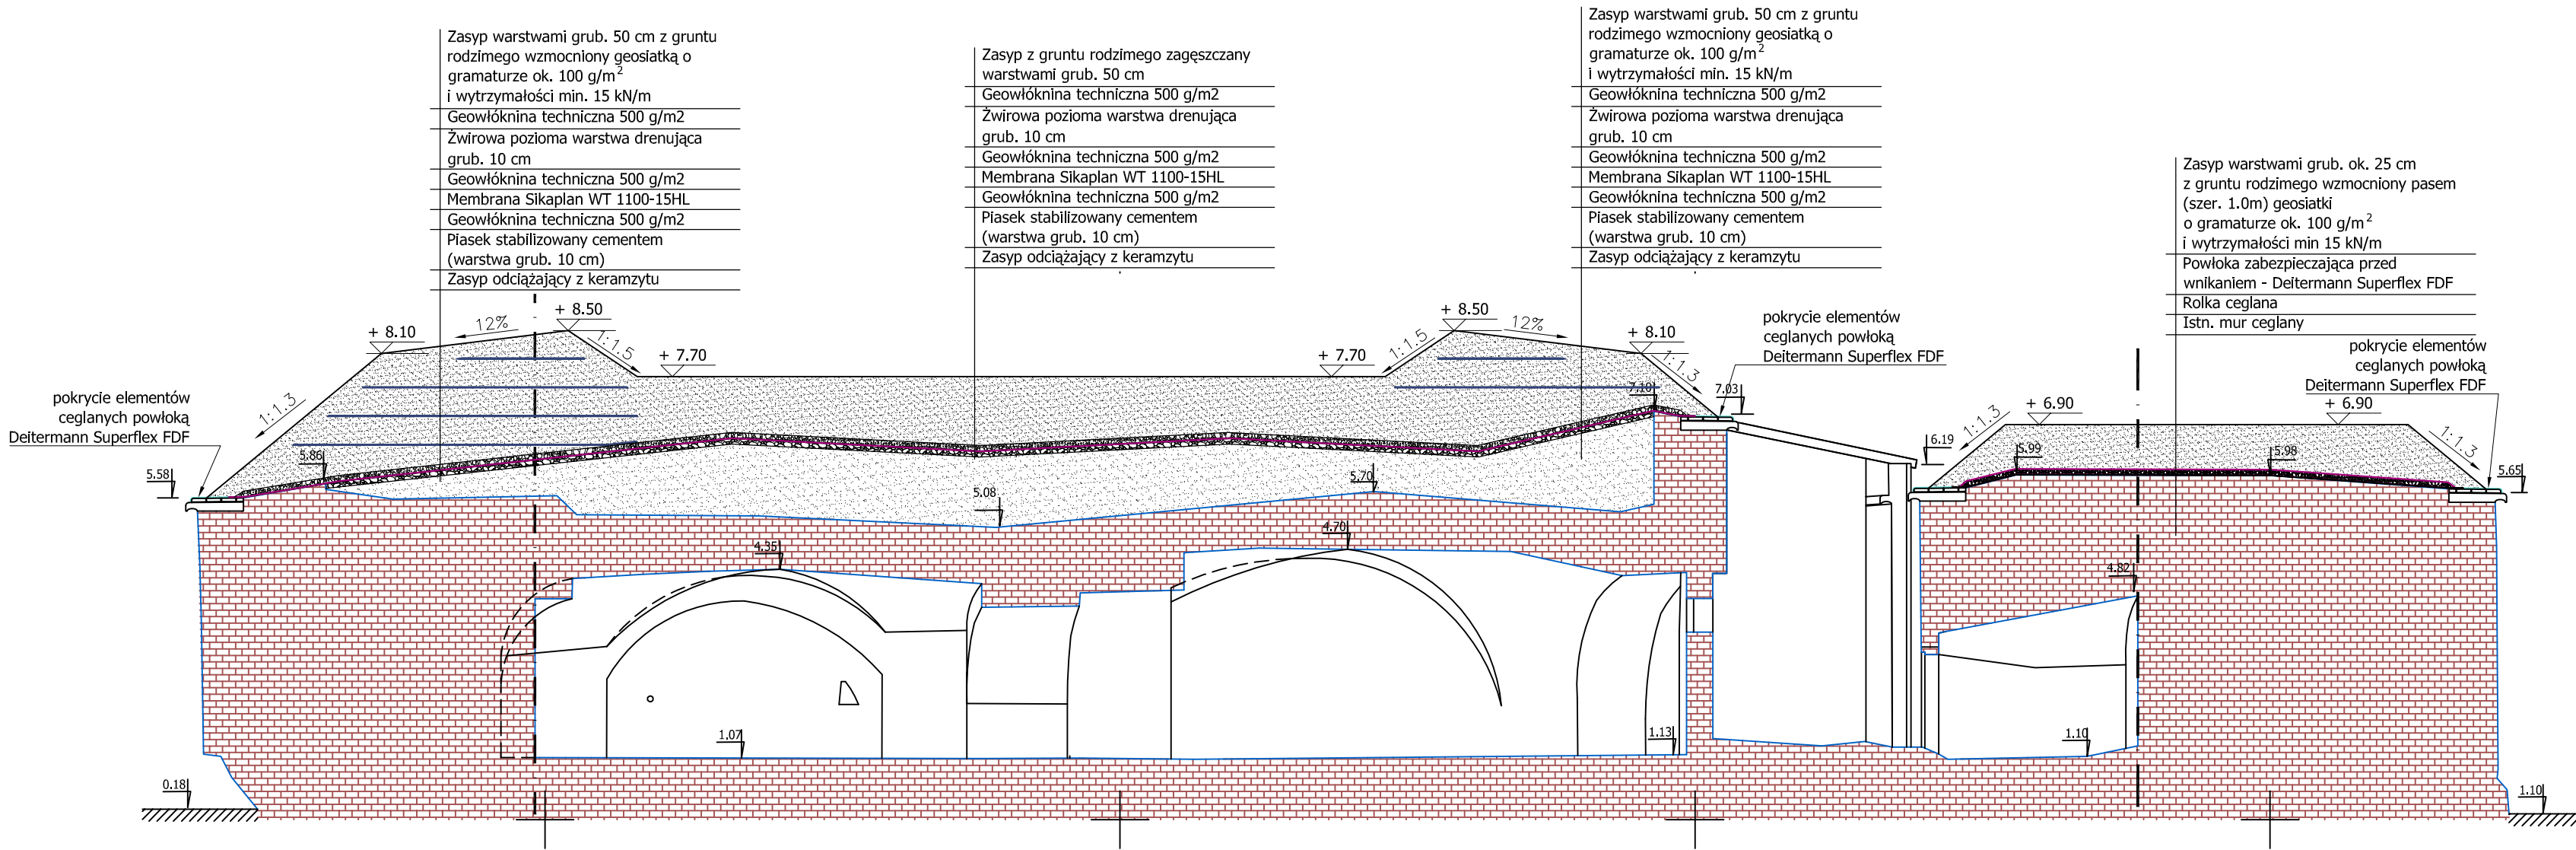 Zasyp warstwami grub. 50 cm z gruntu
rodzimego wzmocniony geosiatką o
gramaturze ok. 100 g/m²
i wytrzymałości min. 15 kN/m
Geowłóknina techniczna 500 g/m2
Żwirowa pozioma warstwa drenująca
grub. 10 cm
Geowłóknina techniczna 500 g/m2
Membrana Sikaplan WT 1100-15HL
Geowłóknina techniczna 500 g/m2
Piasek stabilizowany cementem
(warstwa grub. 10 cm)
Zasyp odciążający z keramzytu
Zasyp z gruntu rodzimego zagęszczany
warstwami grub. 50 cm
Geowłóknina techniczna 500 g/m2
Żwirowa pozioma warstwa drenująca
grub. 10 cm
Geowłóknina techniczna 500 g/m2
Membrana Sikaplan WT 1100-15HL
Geowłóknina techniczna 500 g/m2
Piasek stabilizowany cementem
(warstwa grub. 10 cm)
Zasyp odciążający z keramzytu
Zasyp warstwami grub. 50 cm z gruntu
rodzimego wzmocniony geosiatką o
gramaturze ok. 100 g/m²
i wytrzymałości min. 15 kN/m
Geowłóknina techniczna 500 g/m2
Żwirowa pozioma warstwa drenująca
grub. 10 cm
Geowłóknina techniczna 500 g/m2
Membrana Sikaplan WT 1100-15HL
Geowłóknina techniczna 500 g/m2
Piasek stabilizowany cementem
(warstwa grub. 10 cm)
Zasyp odciążający z keramzytu
Zasyp warstwami grub. ok. 25 cm
z gruntu rodzimego wzmocniony pasem
(szer. 1.0m) geosiatki
o gramaturze ok. 100 g/m²
i wytrzymałości min 15 kN/m
Powłoka zabezpieczająca przed
wnikaniem - Deitermann Superflex FDF
Rolka ceglana
Istn. mur ceglany
pokrycie elementów
ceglanych powłoką
Deitermann Superflex FDF
pokrycie elementów
ceglanych powłoką
Deitermann Superflex FDF
pokrycie elementów
ceglanych powłoką
Deitermann Superflex FDF
+ 8.10
12%
+ 8.50
1:1.5
+ 7.70
+ 7.70
1:1.5
+ 8.50
12%
+ 8.10
1:1.3
7.10
7.03
1:1.3
5.58
5.86
5.08
5.70
6.19
1:1.3
+ 6.90
+ 6.90
1:1.3
5.99
5.98
5.65
4.35
4.70
4.82
1.07
1.13
1.10
0.18
1.10